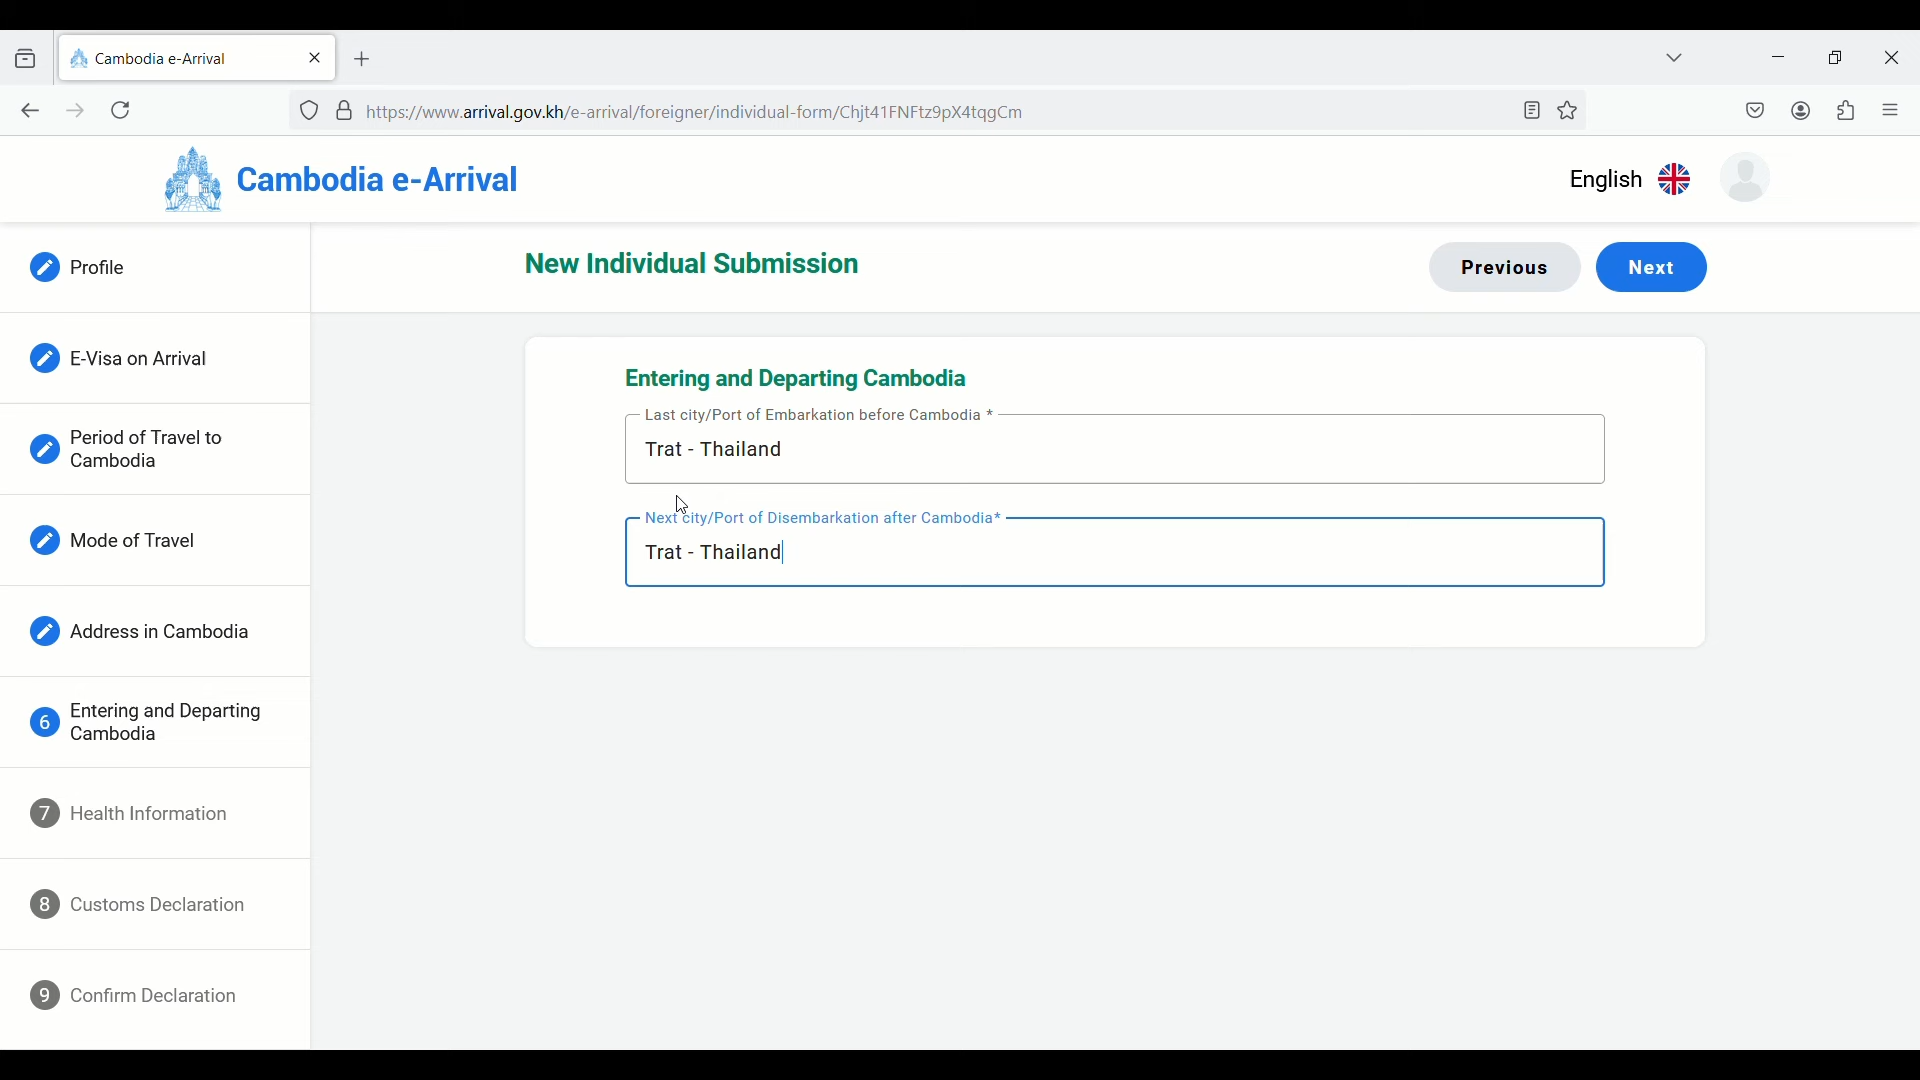 Cambodia e-Arrival
https://www.arrival.gov.kh/e-arrival/foreigner/individual-form/Chjt41FNFtz9pX4tqgCm
Cambodia e-Arrival
English
Profile
New Individual Submission
Previous
Next
E-Visa on Arrival
Period of Travel to
Cambodia
Mode of Travel
Address in Cambodia
6
Entering and Departing
Cambodia
7
Health Information
8
Customs Declaration
9
Confirm Declaration
Entering and Departing Cambodia
Last city/Port of Embarkation before Cambodia *
Trat - Thailand
Next city/Port of Disembarkation after Cambodia*
Trat - Thailand